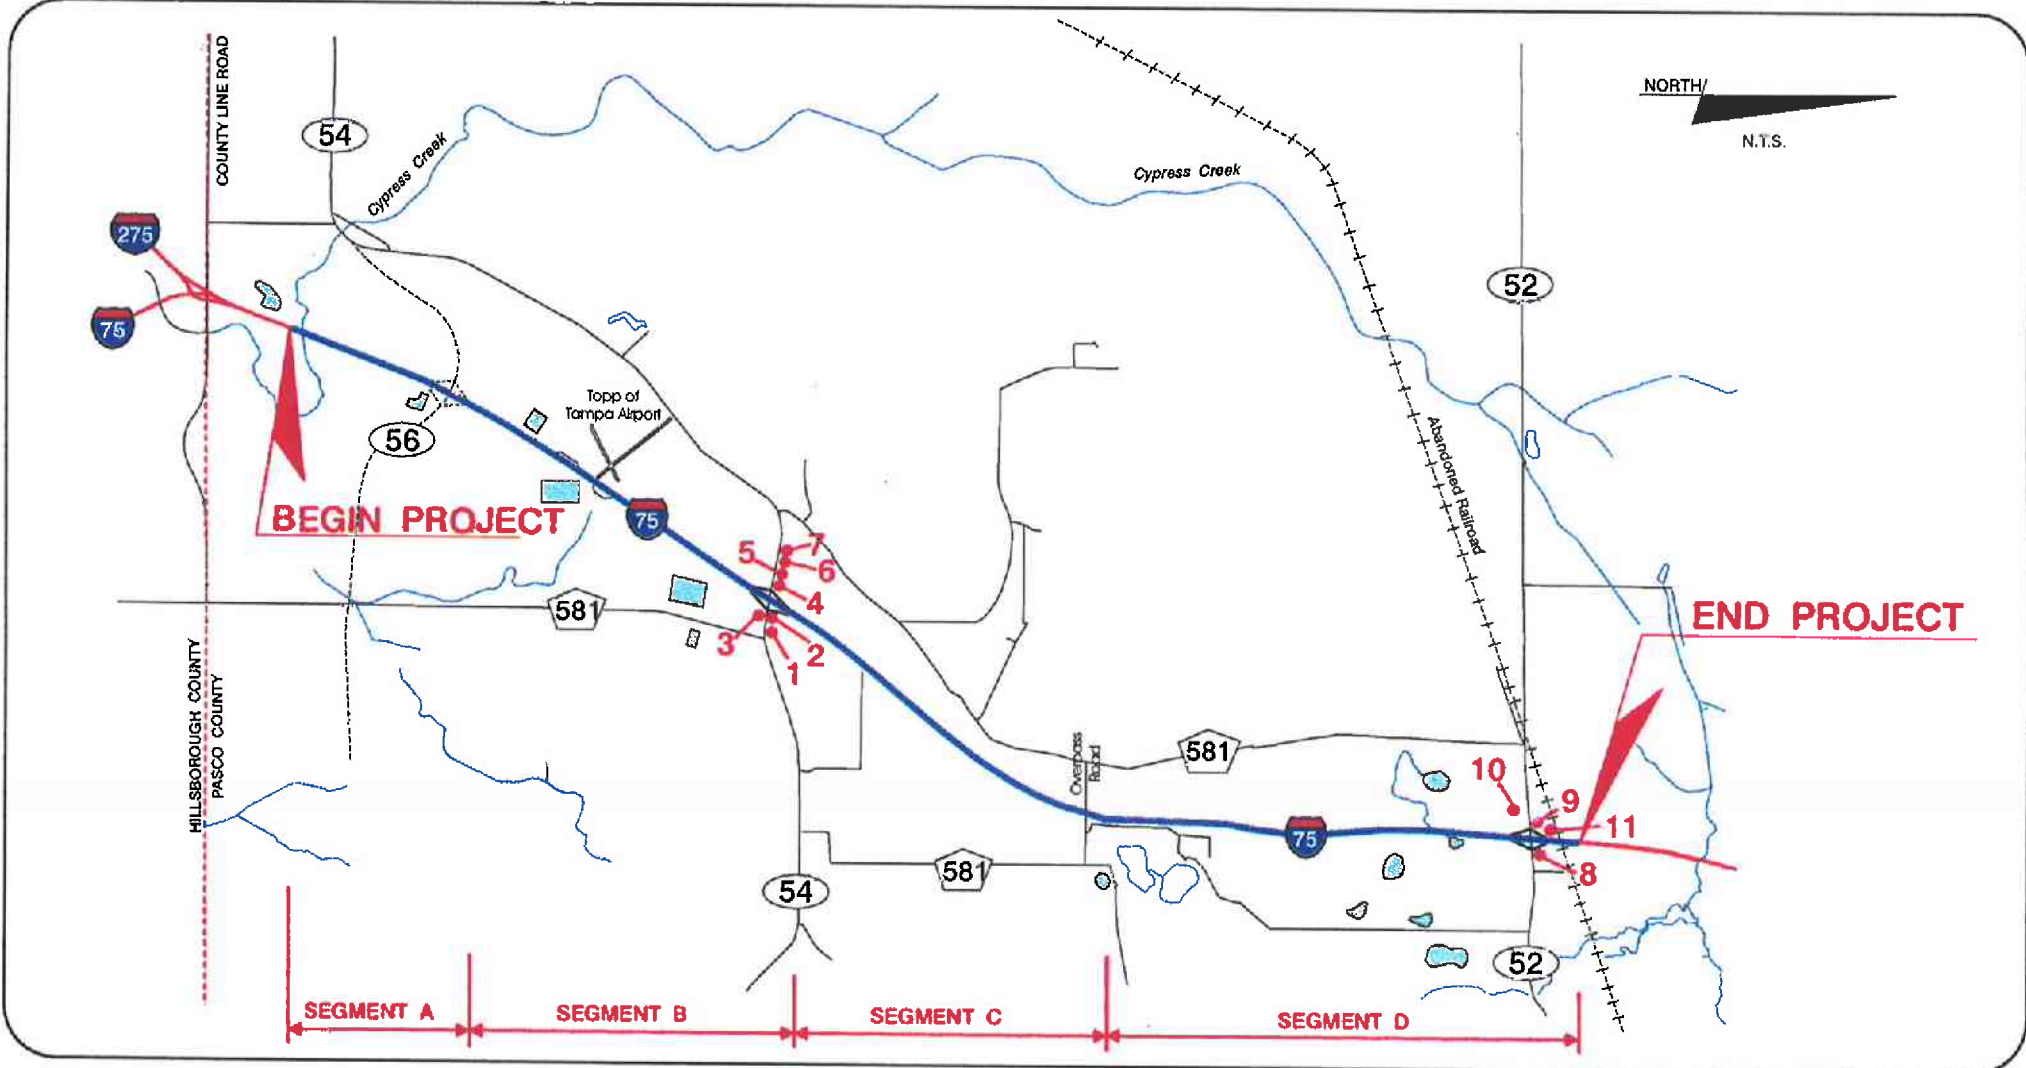 COUNTY LINE ROAD
54
Cypress Creek
275
75
56
BEGIN PROJECT
Topp of
Tampa Airport
75
Cypress Creek
52
NORTH
N.T.S.
Abandoned Railroad
5
7
6
4
3
2
1
581
HILLSBOROUGH COUNTY
PASCO COUNTY
54
581
Overpass
Road
581
75
10
9
11
8
52
END PROJECT
SEGMENT A
SEGMENT B
SEGMENT C
SEGMENT D